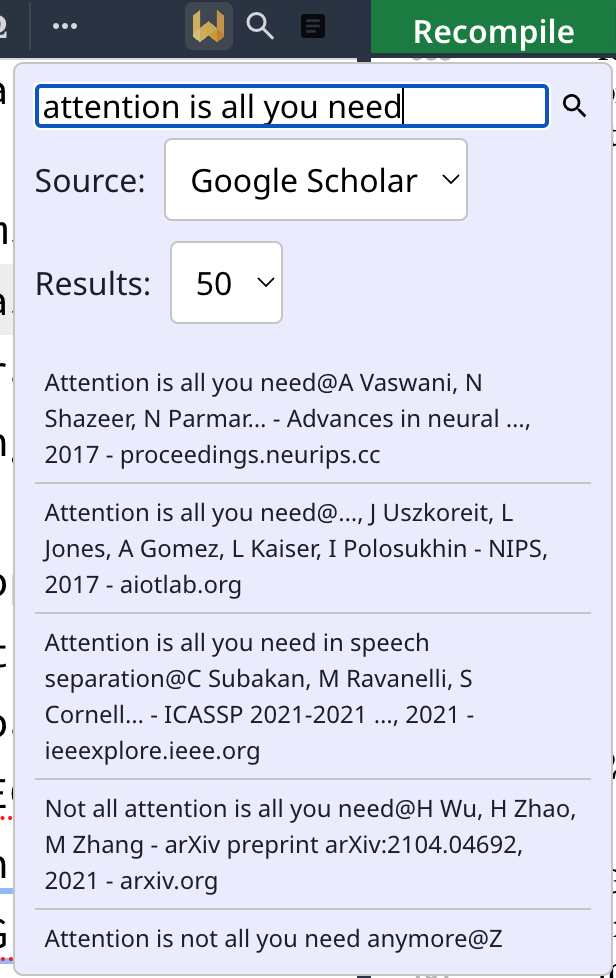 Recompile
attention is all you need
Source: Google Scholar
Results: 50
Attention is all you need@A Vaswani, N
Shazeer, N Parmar... - Advances in neural ...,
2017 - proceedings.neurips.cc
Attention is all you need@..., J Uszkoreit, L
Jones, A Gomez, L Kaiser, I Polosukhin - NIPS,
2017 - aiotlab.org
Attention is all you need in speech
separation@C Subakan, M Ravanelli, S
Cornell... - ICASSP 2021-2021 ..., 2021 -
ieeexplore.ieee.org
Not all attention is all you need@H Wu, H Zhao,
M Zhang - arXiv preprint arXiv:2104.04692,
2021 - arxiv.org
Attention is not all you need anymore@Z